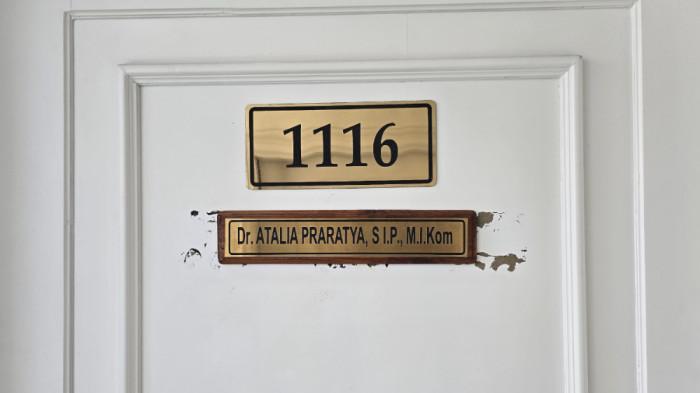 1116
Dr. ATALIA PRARATYA, S I.P., M.I.Kom